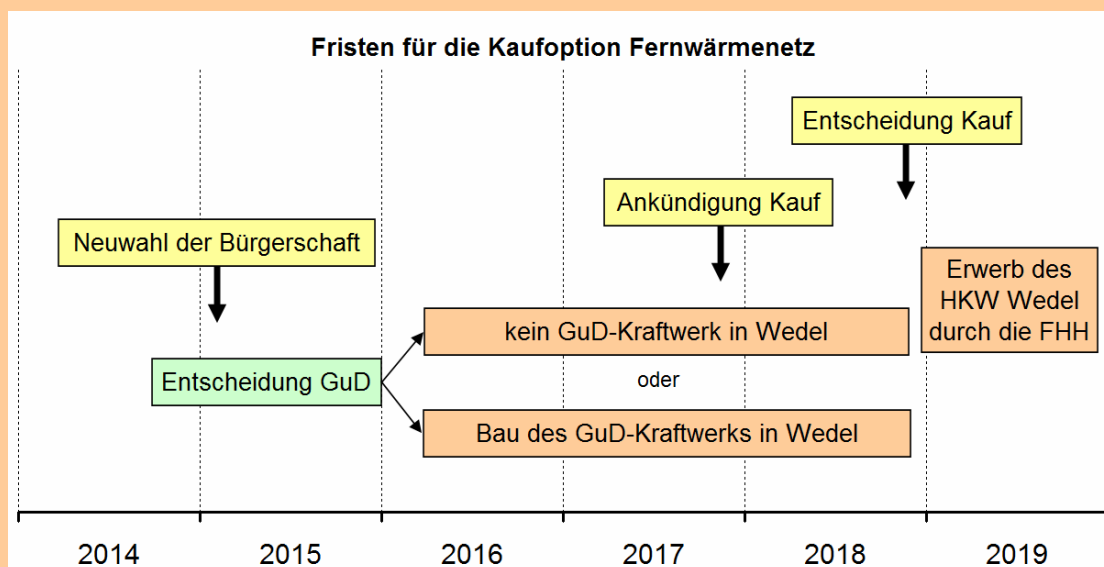 Fristen für die Kaufoption Fernwärmenetz
Entscheidung Kauf
Ankündigung Kauf
Neuwahl der Bürgerschaft
Erwerb des
HKW Wedel
durch die FHH
kein GuD-Kraftwerk in Wedel
Entscheidung GuD
oder
Bau des GuD-Kraftwerks in Wedel
2014 2015 2016 2017 2018 2019